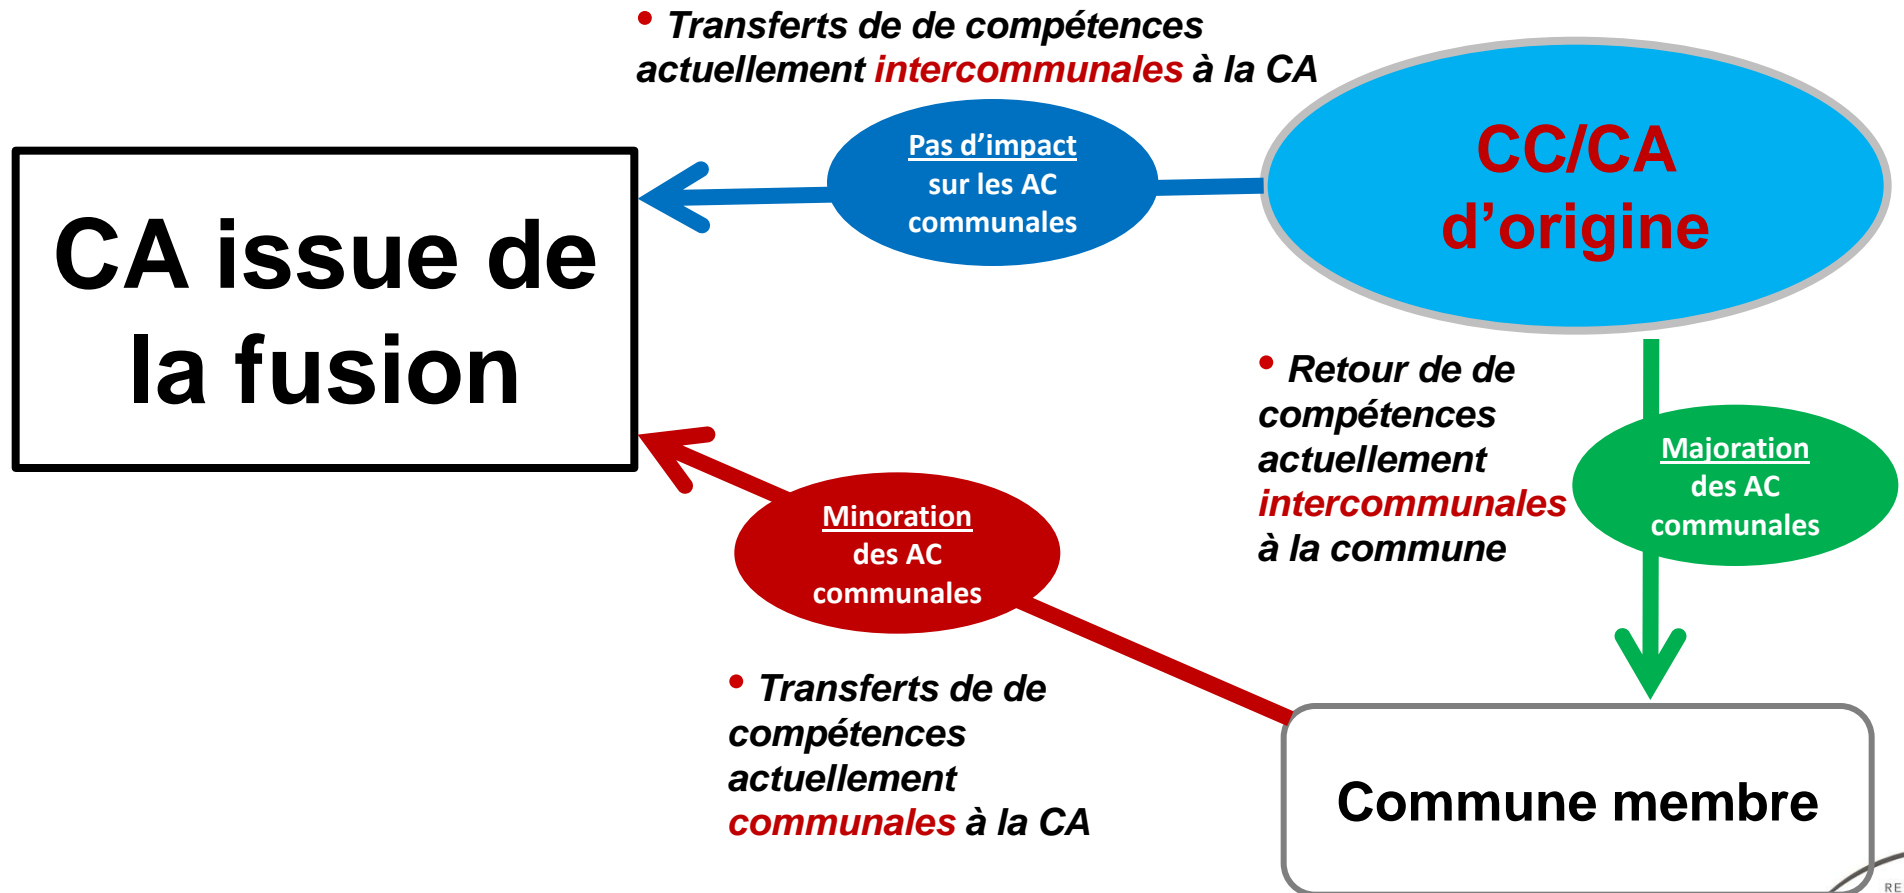 • Transferts de de compétences
actuellement intercommunales à la CA
Pas d’impact
sur les AC
communales
CC/CA
d’origine
CA issue de
la fusion
• Retour de de
compétences
actuellement
intercommunales
à la commune
Majoration
des AC
communales
Minoration
des AC
communales
• Transferts de de
compétences
actuellement
communales à la CA
Commune membre
RE